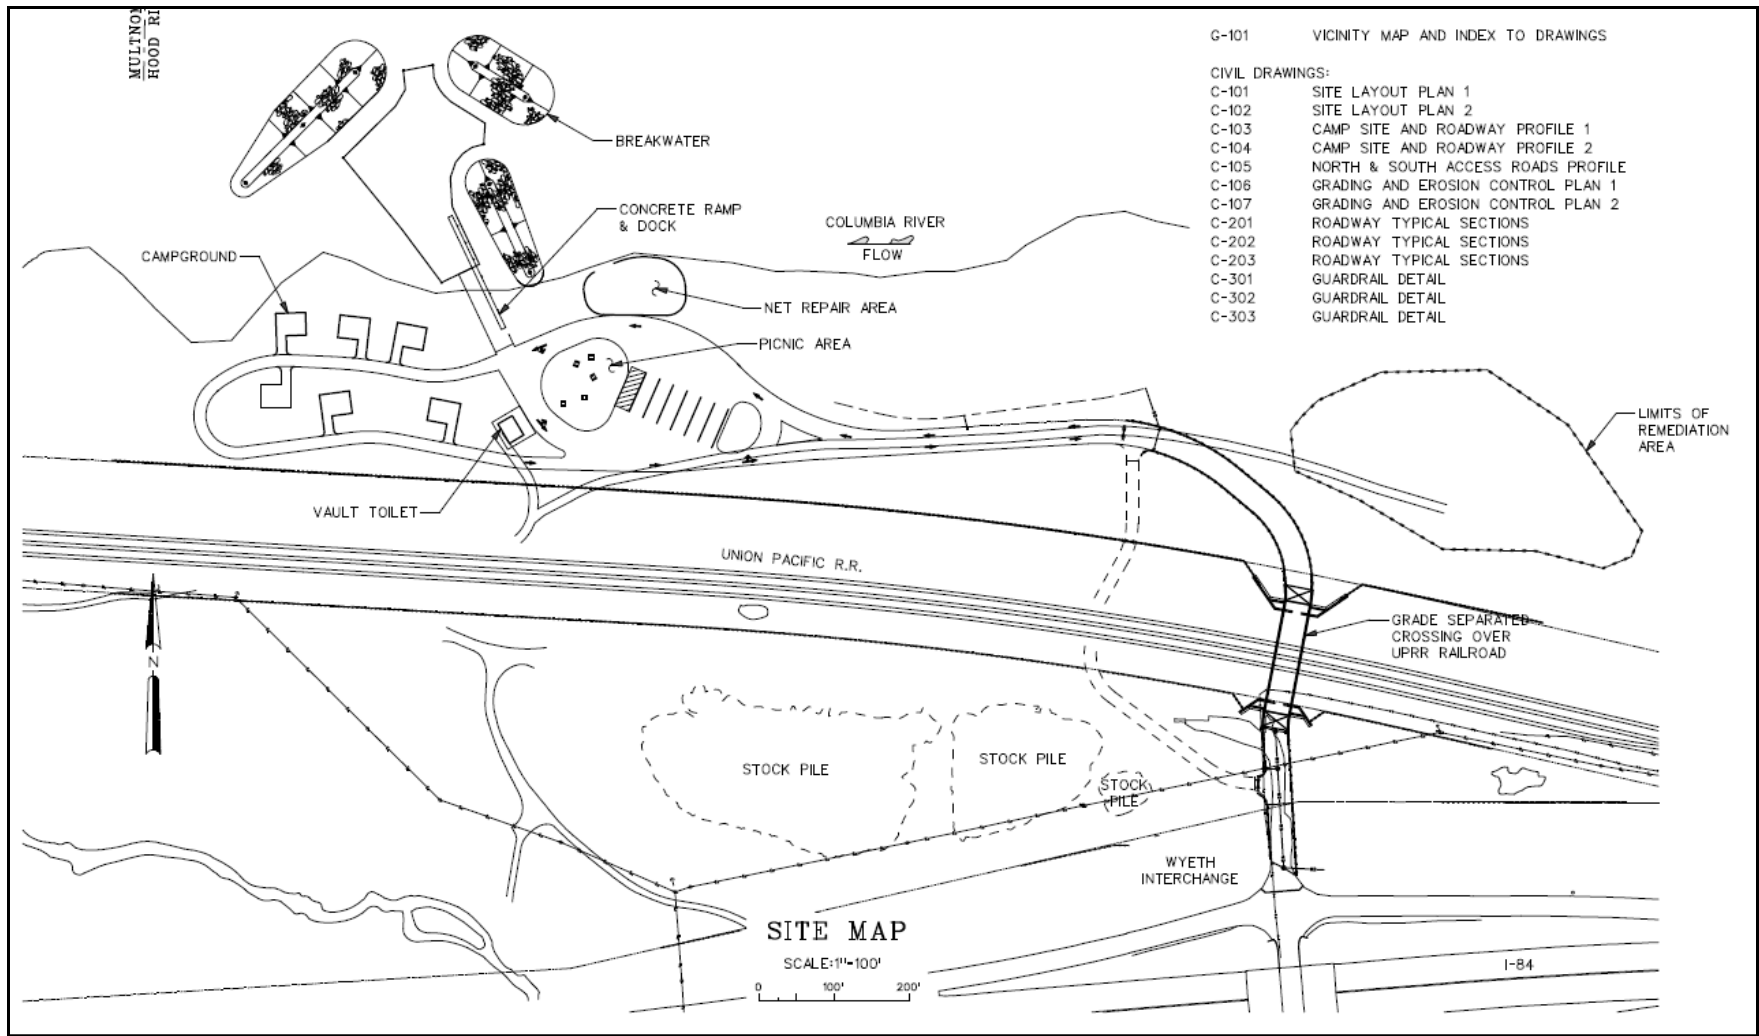 MULTNO
HOOD RI
G-101 VICINITY MAP AND INDEX TO DRAWINGS
CIVIL DRAWINGS:
C-101 SITE LAYOUT PLAN 1
C-102 SITE LAYOUT PLAN 2
C-103 CAMP SITE AND ROADWAY PROFILE 1
C-104 CAMP SITE AND ROADWAY PROFILE 2
C-105 NORTH & SOUTH ACCESS ROADS PROFILE
C-106 GRADING AND EROSION CONTROL PLAN 1
C-107 GRADING AND EROSION CONTROL PLAN 2
C-201 ROADWAY TYPICAL SECTIONS
C-202 ROADWAY TYPICAL SECTIONS
C-203 ROADWAY TYPICAL SECTIONS
C-301 GUARDRAIL DETAIL
C-302 GUARDRAIL DETAIL
C-303 GUARDRAIL DETAIL
BREAKWATER
CONCRETE RAMP
& DOCK
COLUMBIA RIVER
FLOW
CAMPGROUND
NET REPAIR AREA
PICNIC AREA
LIMITS OF
REMEDIATION
AREA
VAULT TOILET
UNION PACIFIC R.R.
GRADE SEPARATED
CROSSING OVER
UPRR RAILROAD
N
STOCK PILE
STOCK PILE
STOCK
PILE
WYETH
INTERCHANGE
SITE MAP
SCALE:1"=100'
0 100' 200'
I-84